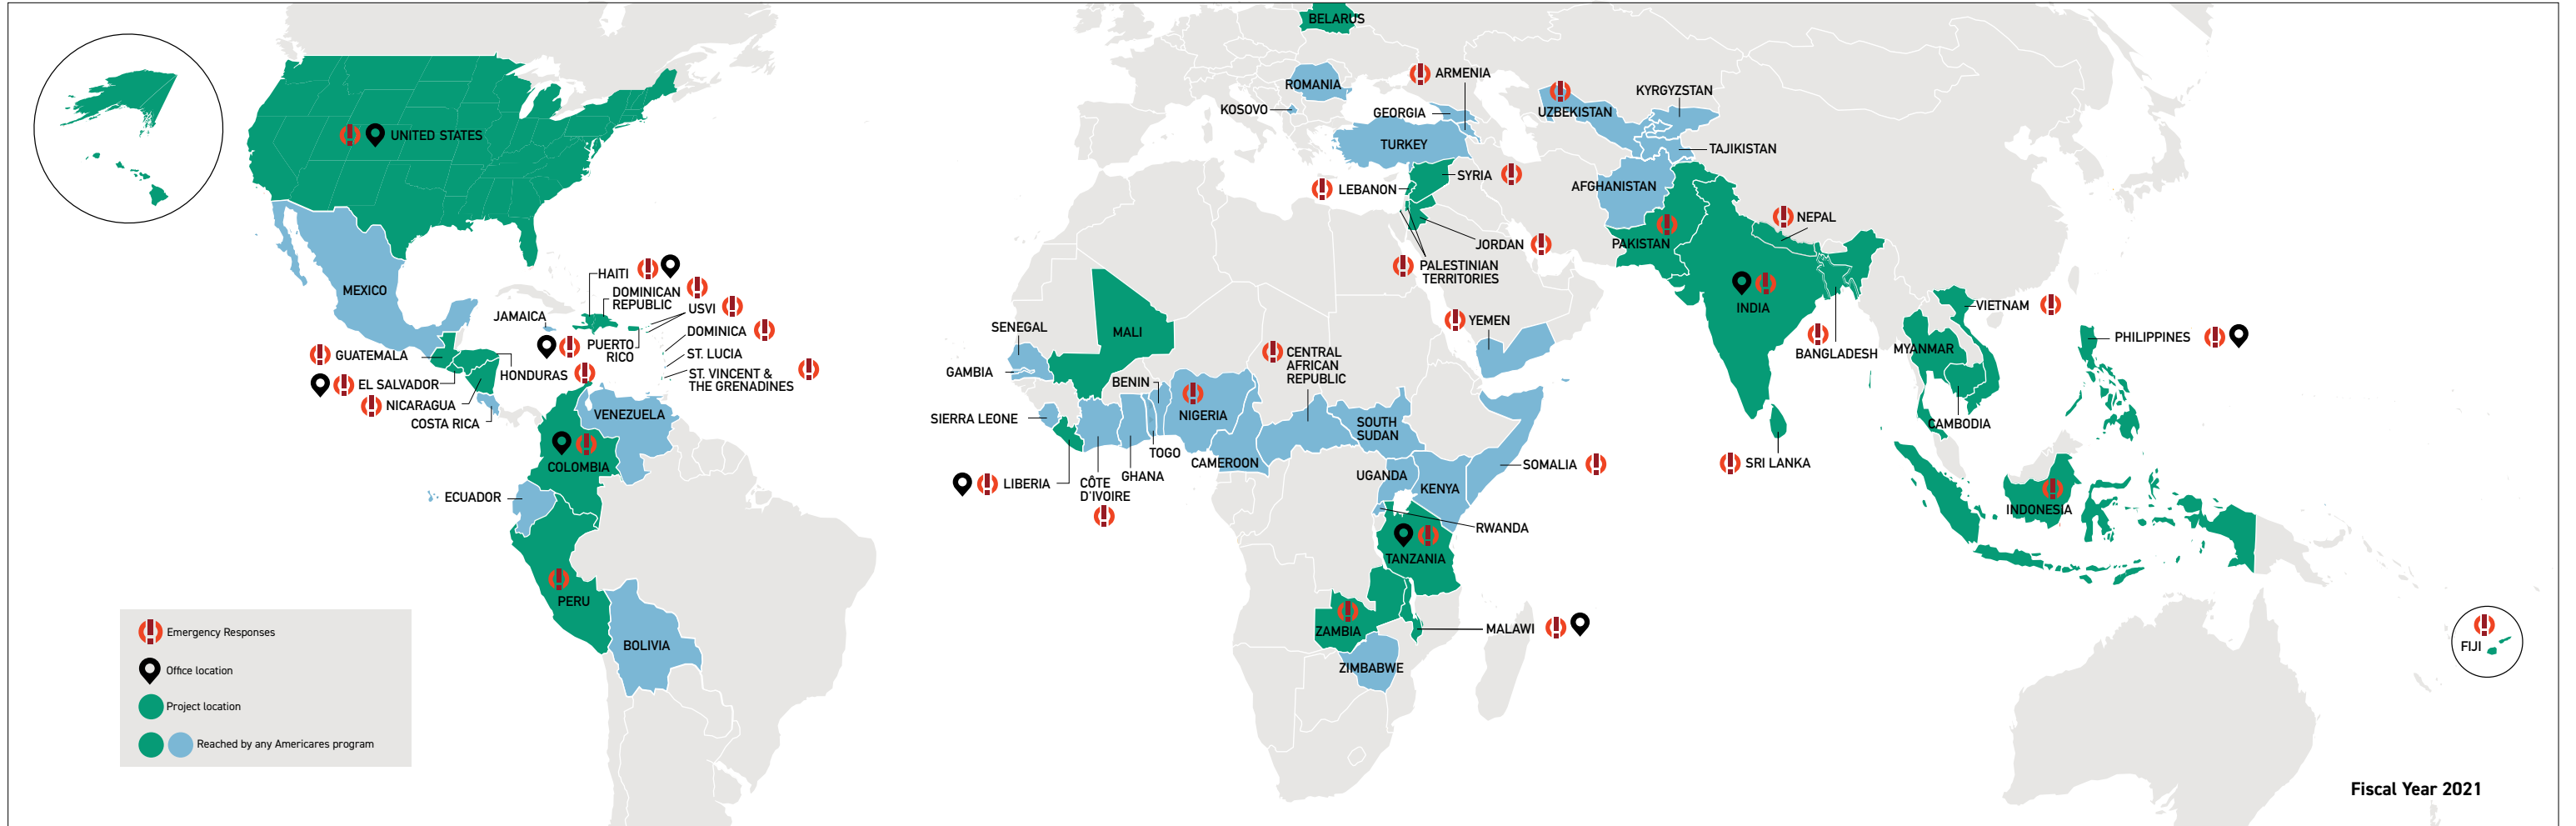 BELARUS
ROMANIA
KOSOVO
ARMENIA
GEORGIA
TURKEY
UZBEKISTAN
KYRGYZSTAN
TAJIKISTAN
AFGHANISTAN
SYRIA
LEBANON
JORDAN
PALESTINIAN
TERRITORIES
PAKISTAN
NEPAL
INDIA
BANGLADESH
YEMEN
UNITED STATES
MEXICO
HAITI
DOMINICAN
REPUBLIC
USVI
JAMAICA
DOMINICA
PUERTO
RICO
ST. LUCIA
ST. VINCENT &
THE GRENADINES
GUATEMALA
HONDURAS
EL SALVADOR
NICARAGUA
COSTA RICA
VENEZUELA
COLOMBIA
ECUADOR
PERU
BOLIVIA
SENEGAL
GAMBIA
MALI
SIERRA LEONE
BENIN
NIGERIA
CENTRAL
AFRICAN
REPUBLIC
SOUTH
SUDAN
TOGO
CAMEROON
GHANA
LIBERIA
CÔTE
D'IVOIRE
UGANDA
KENYA
SOMALIA
RWANDA
TANZANIA
ZAMBIA
MALAWI
ZIMBABWE
VIETNAM
MYANMAR
CAMBODIA
PHILIPPINES
SRI LANKA
INDONESIA
FIJI
Emergency Responses
Office location
Project location
Reached by any Americares program
Fiscal Year 2021